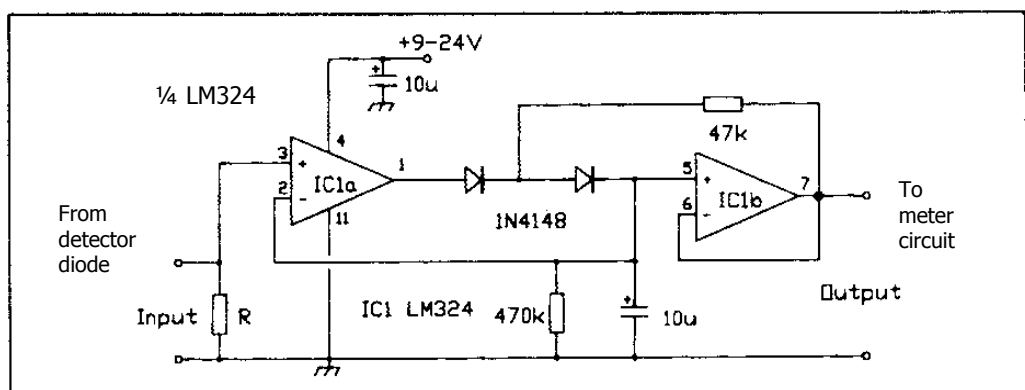 +9-24V
10u
¼ LM324
4
47k
3
+
1
5
+
IC1a
7
2
-
6
-
IC1b
To
meter
circuit
11
1N4148
From
detector
diode
Output
Input
R
IC1 LM324
470k
+
10u